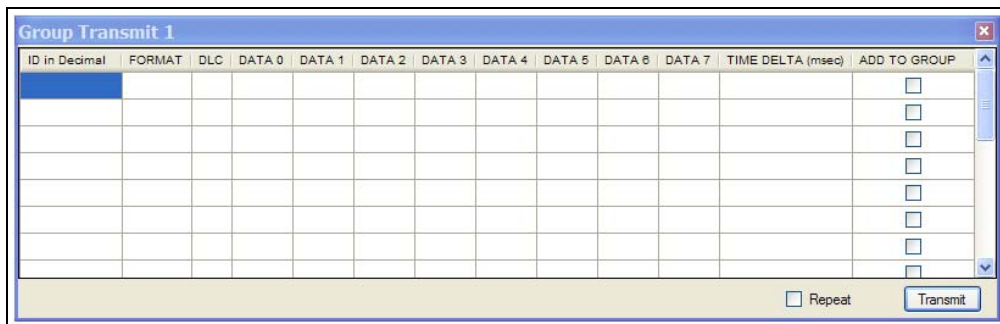 Group Transmit 1
ID in Decimal FORMAT DLC DATA 0 DATA 1 DATA 2 DATA 3 DATA 4 DATA 5 DATA 6 DATA 7 TIME DELTA (msec) ADD TO GROUP
Repeat Transmit